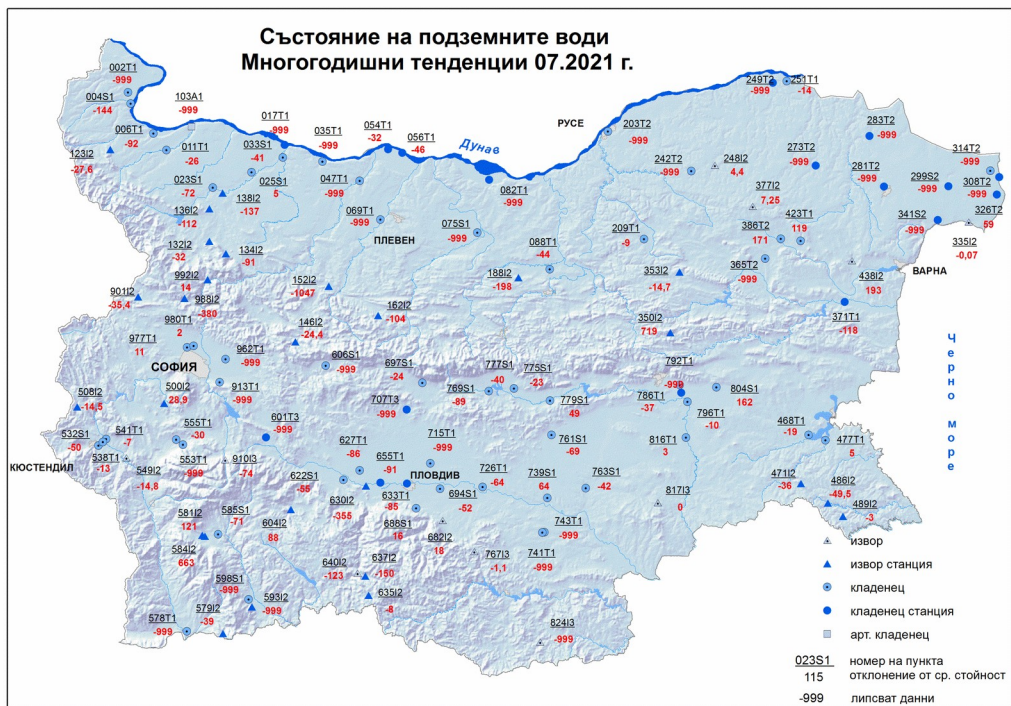 Състояние на подземните води
Многогодишни тенденции 07.2021 г.
002T1
-999
004S1
-144
103A1
-999
006T1
-92
123I2
-27,6
011T1
-26
017T1
-999
033S1
-41
035T1
-999
054T1
-32
056T1
-46
Дунав
РУСЕ
203T2
-999
249T2
-999
251T1
-14
283T2
-999
273T2
-999
314T2
-999
281T2
-999
299S2
-999
308T2
-999
326T2
59
341S2
-999
335I2
-0,07
ВАРНА
242T2
-999
248I2
4,4
377I2
7,25
423T1
119
386T2
171
365T2
-999
438I2
193
371T1
-118
023S1
-72
025S1
5
138I2
-137
136I2
-112
047T1
-999
069T1
-999
ПЛЕВЕН
082T1
-999
075S1
-999
209T1
-9
088T1
-44
188I2
-198
353I2
-14,7
350I2
719
132I2
-32
134I2
-91
992I2
14
988I2
-380
901I2
-35,4
152I2
-1047
162I2
-104
146I2
-24,4
980T1
2
977T1
11
СОФИЯ
962T1
-999
913T1
-999
606S1
-999
697S1
-24
777S1
-40
775S1
-23
769S1
-89
779S1
49
792T1
-999
786T1
-37
804S1
162
796T1
-10
468T1
-19
477T1
5
Черно море
508I2
-14,5
500I2
28,9
707T3
-999
601T3
-999
532S1
-50
541T1
-7
555T1
-30
КЮСТЕНДИЛ
538T1
-13
549I2
-14,8
553T1
-999
910I3
-74
627T1
-86
715T1
-999
655T1
-91
ПЛОВДИВ
761S1
-69
816T1
3
622S1
-55
630I2
-355
633T1
-85
694S1
-52
726T1
-64
739S1
64
763S1
-42
817I3
0
471I2
-36
486I2
-49,5
489I2
-3
581I2
121
585S1
-71
604I2
88
584I2
663
688S1
16
682I2
18
743T1
-999
741T1
-999
767I3
-1,1
640I2
-123
637I2
-150
635I2
-8
598S1
-999
593I2
-999
579I2
-39
578T1
-999
824I3
-999
извор
извор станция
кладенец
кладенец станция
арт. кладенец
023S1 номер на пункта
115 отклонение от ср. стойност
-999 липсват данни